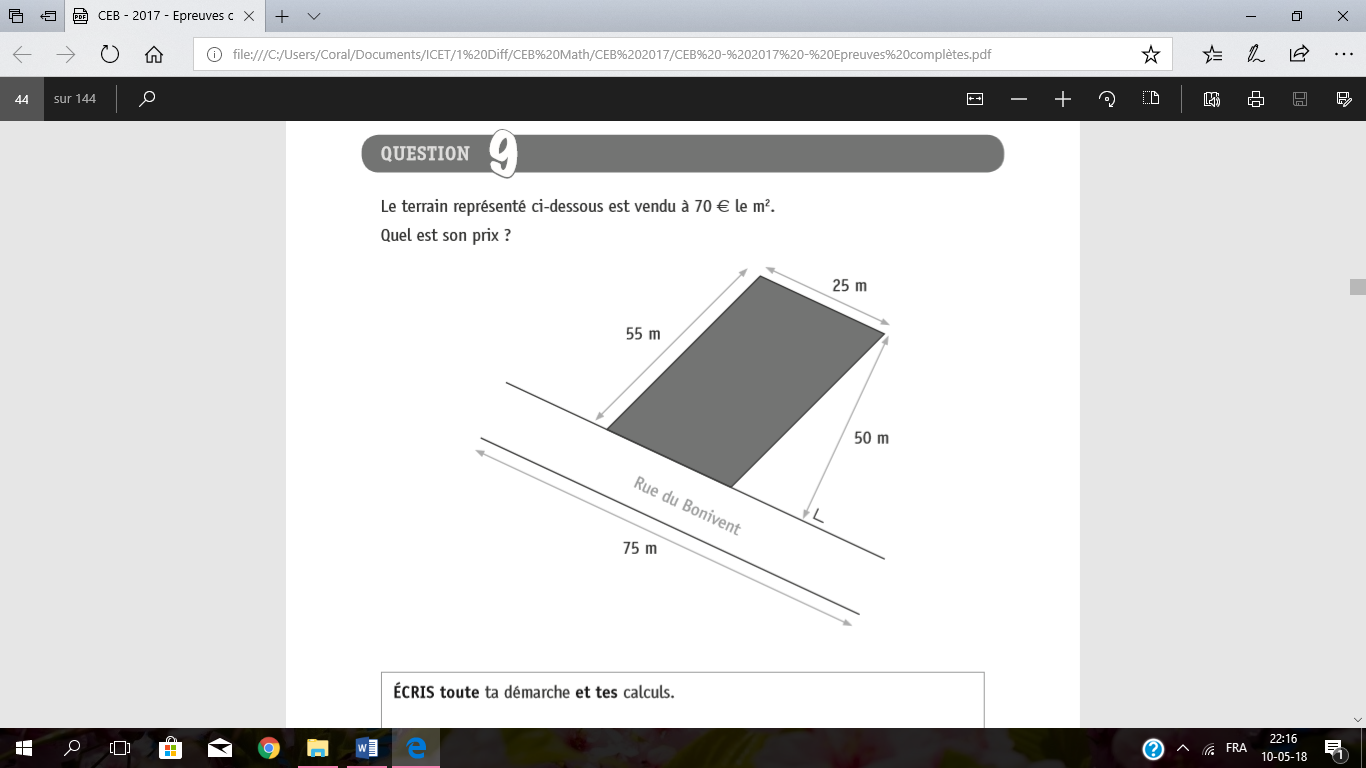 CEB - 2017 - Epreuves c
file:///C:/Users/Coral/Documents/ICET/1%20Diff/CEB%20Math/CEB%202017/CEB%20-%202017%20-%20Epreuves%20complètes.pdf
44 sur 144
QUESTION 9
Le terrain représenté ci-dessous est vendu à 70 € le m².
Quel est son prix ?
25 m
55 m
50 m
Rue du Bonivent
75 m
ÉCRIS toute ta démarche et tes calculs.
FRA
22:16
10-05-18
1